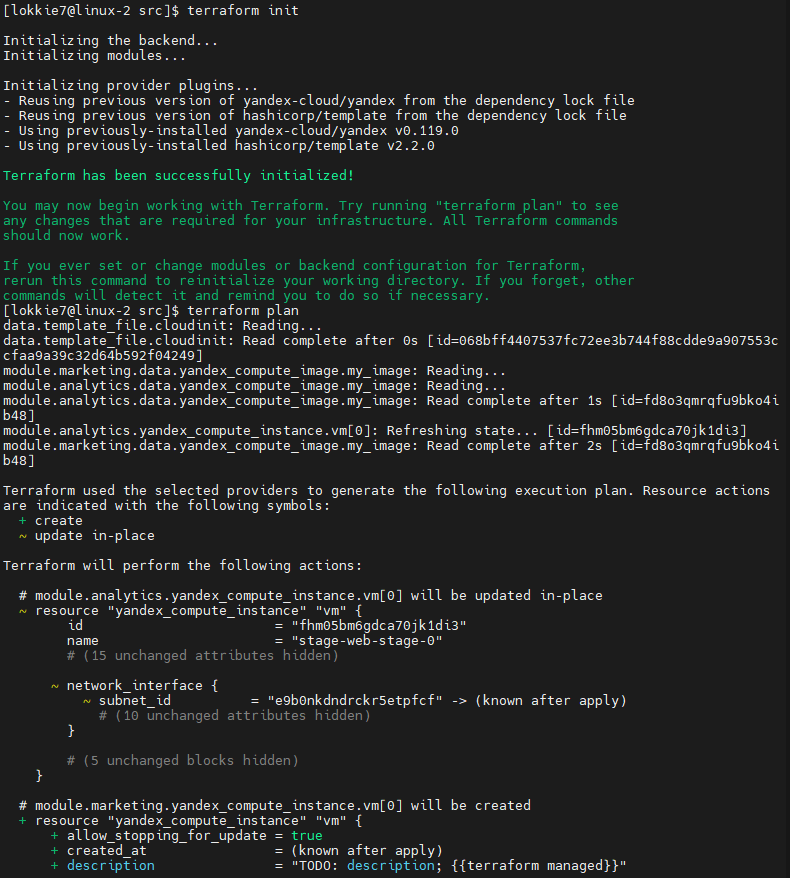 [lokkie7@linux-2 src]$ terraform init
Initializing the backend...
Initializing modules...
Initializing provider plugins...
- Reusing previous version of yandex-cloud/yandex from the dependency lock file
- Reusing previous version of hashicorp/template from the dependency lock file
- Using previously-installed yandex-cloud/yandex v0.119.0
- Using previously-installed hashicorp/template v2.2.0
Terraform has been successfully initialized!
You may now begin working with Terraform. Try running "terraform plan" to see
any changes that are required for your infrastructure. All Terraform commands
should now work.
If you ever set or change modules or backend configuration for Terraform,
rerun this command to reinitialize your working directory. If you forget, other
commands will detect it and remind you to do so if necessary.
[lokkie7@linux-2 src]$ terraform plan
data.template_file.cloudinit: Reading...
data.template_file.cloudinit: Read complete after 0s [id=068bff4407537fc72ee3b744f88cdde9a907553c
cfaa9a39c32d64b592f04249]
module.marketing.data.yandex_compute_image.my_image: Reading...
module.analytics.data.yandex_compute_image.my_image: Reading...
module.analytics.data.yandex_compute_image.my_image: Read complete after 1s [id=fd8o3qmrqfu9bko4i
b48]
module.analytics.yandex_compute_instance.vm[0]: Refreshing state... [id=fhm05bm6gdca70jk1di3]
module.marketing.data.yandex_compute_image.my_image: Read complete after 2s [id=fd8o3qmrqfu9bko4i
b48]
Terraform used the selected providers to generate the following execution plan. Resource actions
are indicated with the following symbols:
  + create
  ~ update in-place
Terraform will perform the following actions:
  # module.analytics.yandex_compute_instance.vm[0] will be updated in-place
  ~ resource "yandex_compute_instance" "vm" {
        id                        = "fhm05bm6gdca70jk1di3"
        name                      = "stage-web-stage-0"
        # (15 unchanged attributes hidden)
      ~ network_interface {
          ~ subnet_id          = "e9b0nkdndrckr5etpfcf" -> (known after apply)
            # (10 unchanged attributes hidden)
        }
        # (5 unchanged blocks hidden)
    }
  # module.marketing.yandex_compute_instance.vm[0] will be created
  + resource "yandex_compute_instance" "vm" {
      + allow_stopping_for_update = true
      + created_at                = (known after apply)
      + description               = "TODO: description; {{terraform managed}}"